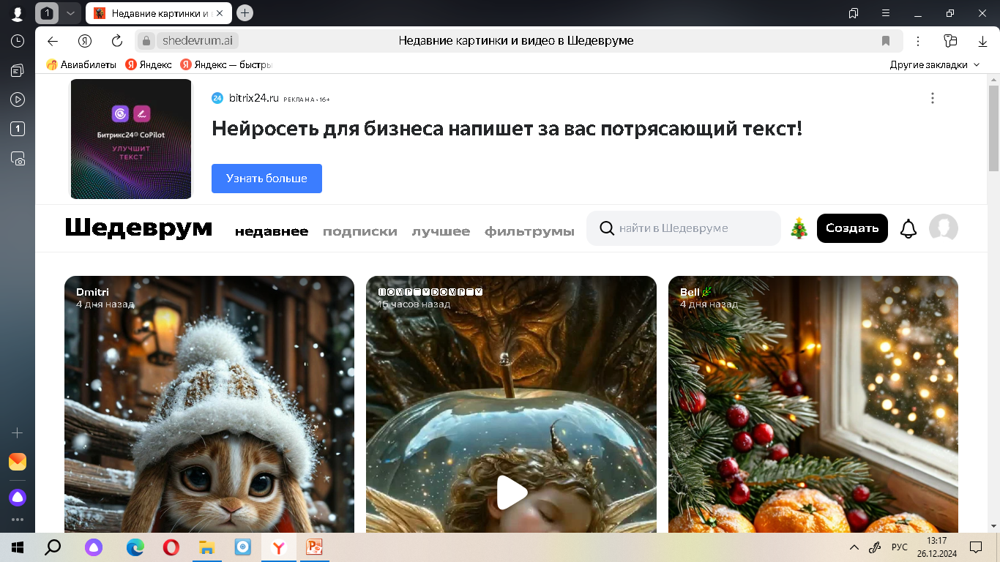 1
Недавние картинки и
shedevrum.ai
Недавние картинки и видео в Шедевруме
Авиабилеты
Яндекс
Яндекс — быстры
Другие закладки
1
Битрикс24 CoPilot
УЛУЧШИТ
ТЕКСТ
24
bitrix24.ru РЕКЛАМА • 16+
Нейросеть для бизнеса напишет за вас потрясающий текст!
Узнать больше
Шедеврум
недавнее
подписки
лучшее
фильтрумы
найти в Шедевруме
Создать
Dmitri
4 дня назад
16 часов назад
Bell
4 дня назад
РУС
13:17
26.12.2024